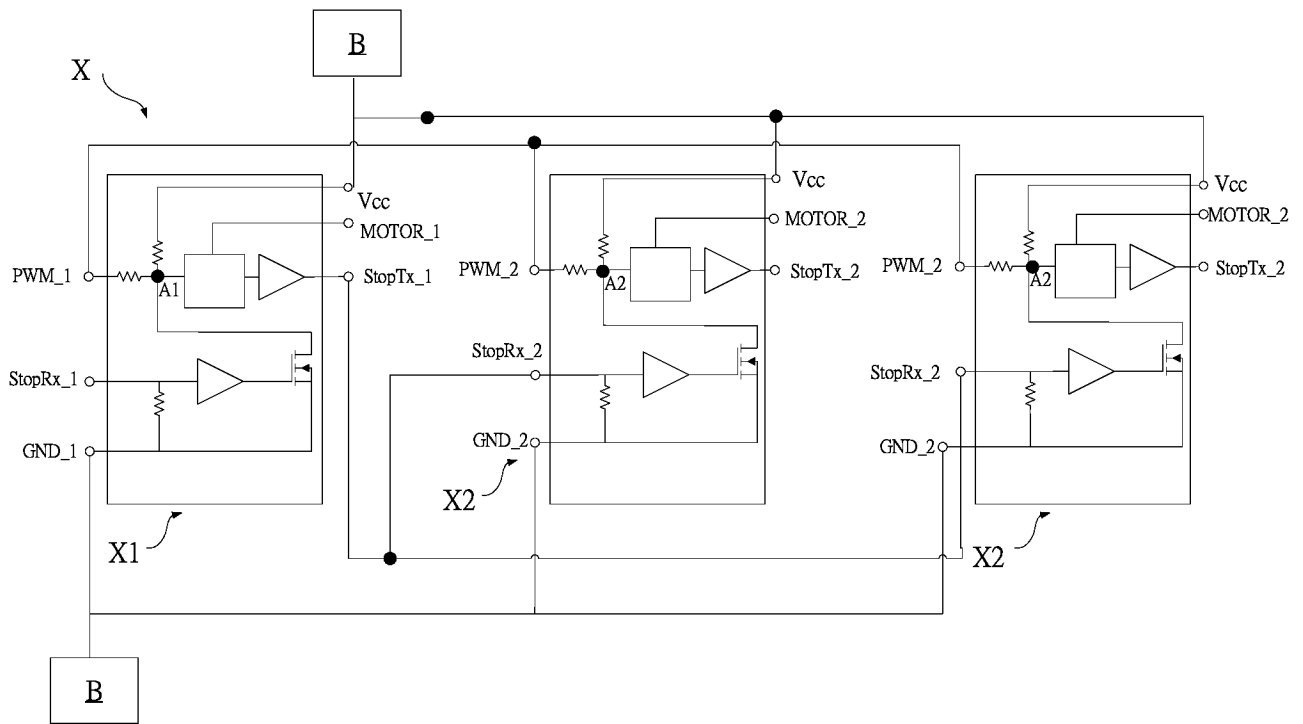 B
X
Vcc
MOTOR_1
PWM_1
A1
StopTx_1
StopRx_1
GND_1
X1
Vcc
MOTOR_2
PWM_2
A2
StopTx_2
StopRx_2
GND_2
X2
Vcc
MOTOR_2
PWM_2
A2
StopTx_2
StopRx_2
GND_2
X2
B